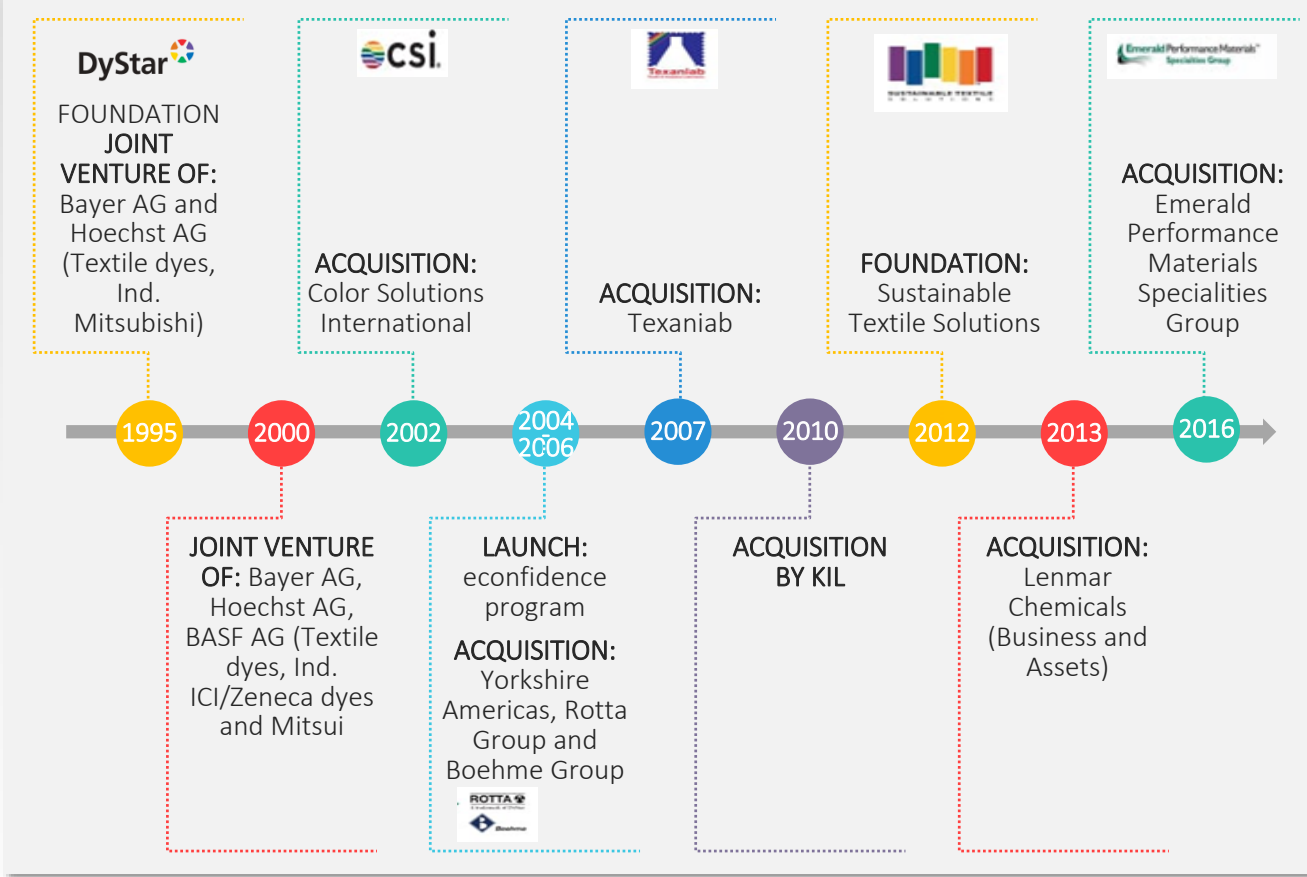 DyStar
FOUNDATION
JOINT
VENTURE OF:
Bayer AG and
Hoechst AG
(Textile dyes,
Ind.
Mitsubishi)
csi.
ACQUISITION:
Color Solutions
International
Texanlab
ACQUISITION:
Texaniab
SUSTAINABLE TEXTILE
SOLUTIONS
FOUNDATION:
Sustainable
Textile Solutions
Emerald Performance Materials™
Specialties Group
ACQUISITION:
Emerald
Performance
Materials
Specialities
Group
1995
2000
2002
2004
-
2006
2007
2010
2012
2013
2016
JOINT VENTURE
OF: Bayer AG,
Hoechst AG,
BASF AG (Textile
dyes, Ind.
ICI/Zeneca dyes
and Mitsui
LAUNCH:
econfidence
program
ACQUISITION:
Yorkshire
Americas, Rotta
Group and
Boehme Group
ROTTA
Boehme
ACQUISITION
BY KIL
ACQUISITION:
Lenmar
Chemicals
(Business and
Assets)